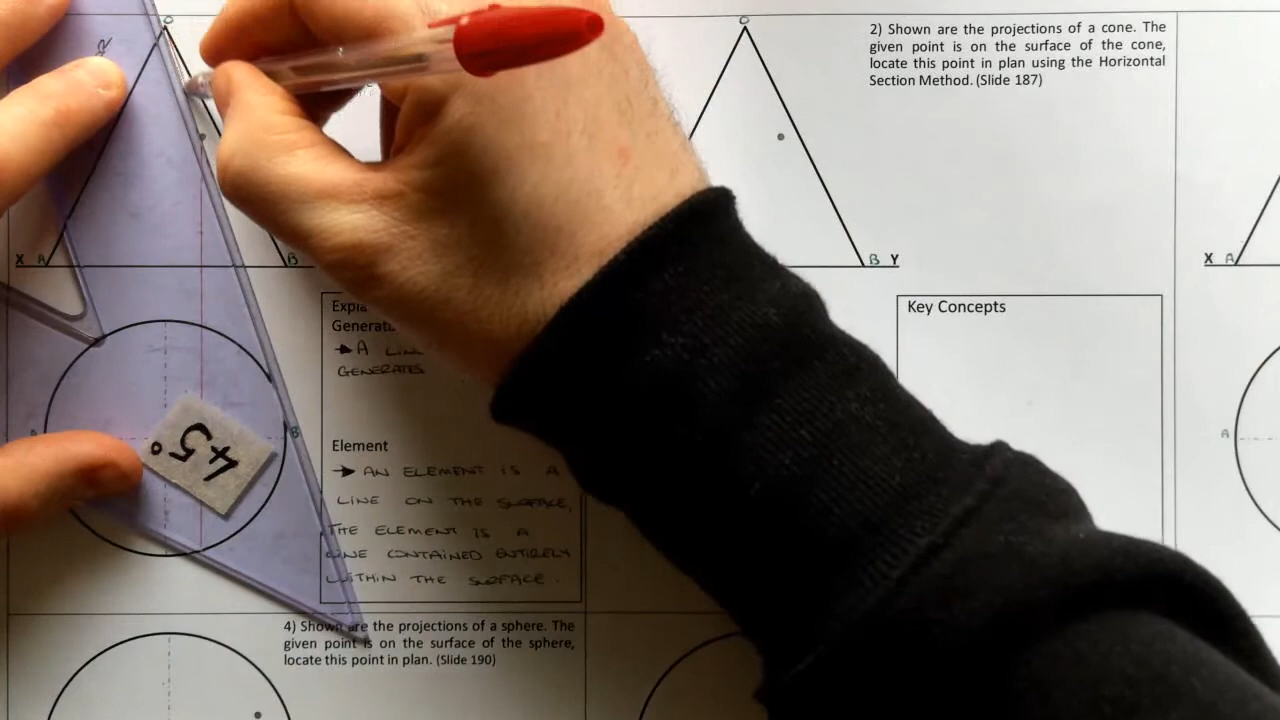 O
O
2) Shown are the projections of a cone. The
given point is on the surface of the cone,
locate this point in plan using the Horizontal
Section Method. (Slide 187)
X A
B
B Y
X A
Generat
→ A LINE
GENERATES
Key Concepts
B
A
45°
Element
→ AN ELEMENT IS A
LINE ON THE SURFACE,
THE ELEMENT IS A
LINE CONTAINED ENTIRELY
WITHIN THE SURFACE.
4) Shown are the projections of a sphere. The
given point is on the surface of the sphere,
locate this point in plan. (Slide 190)